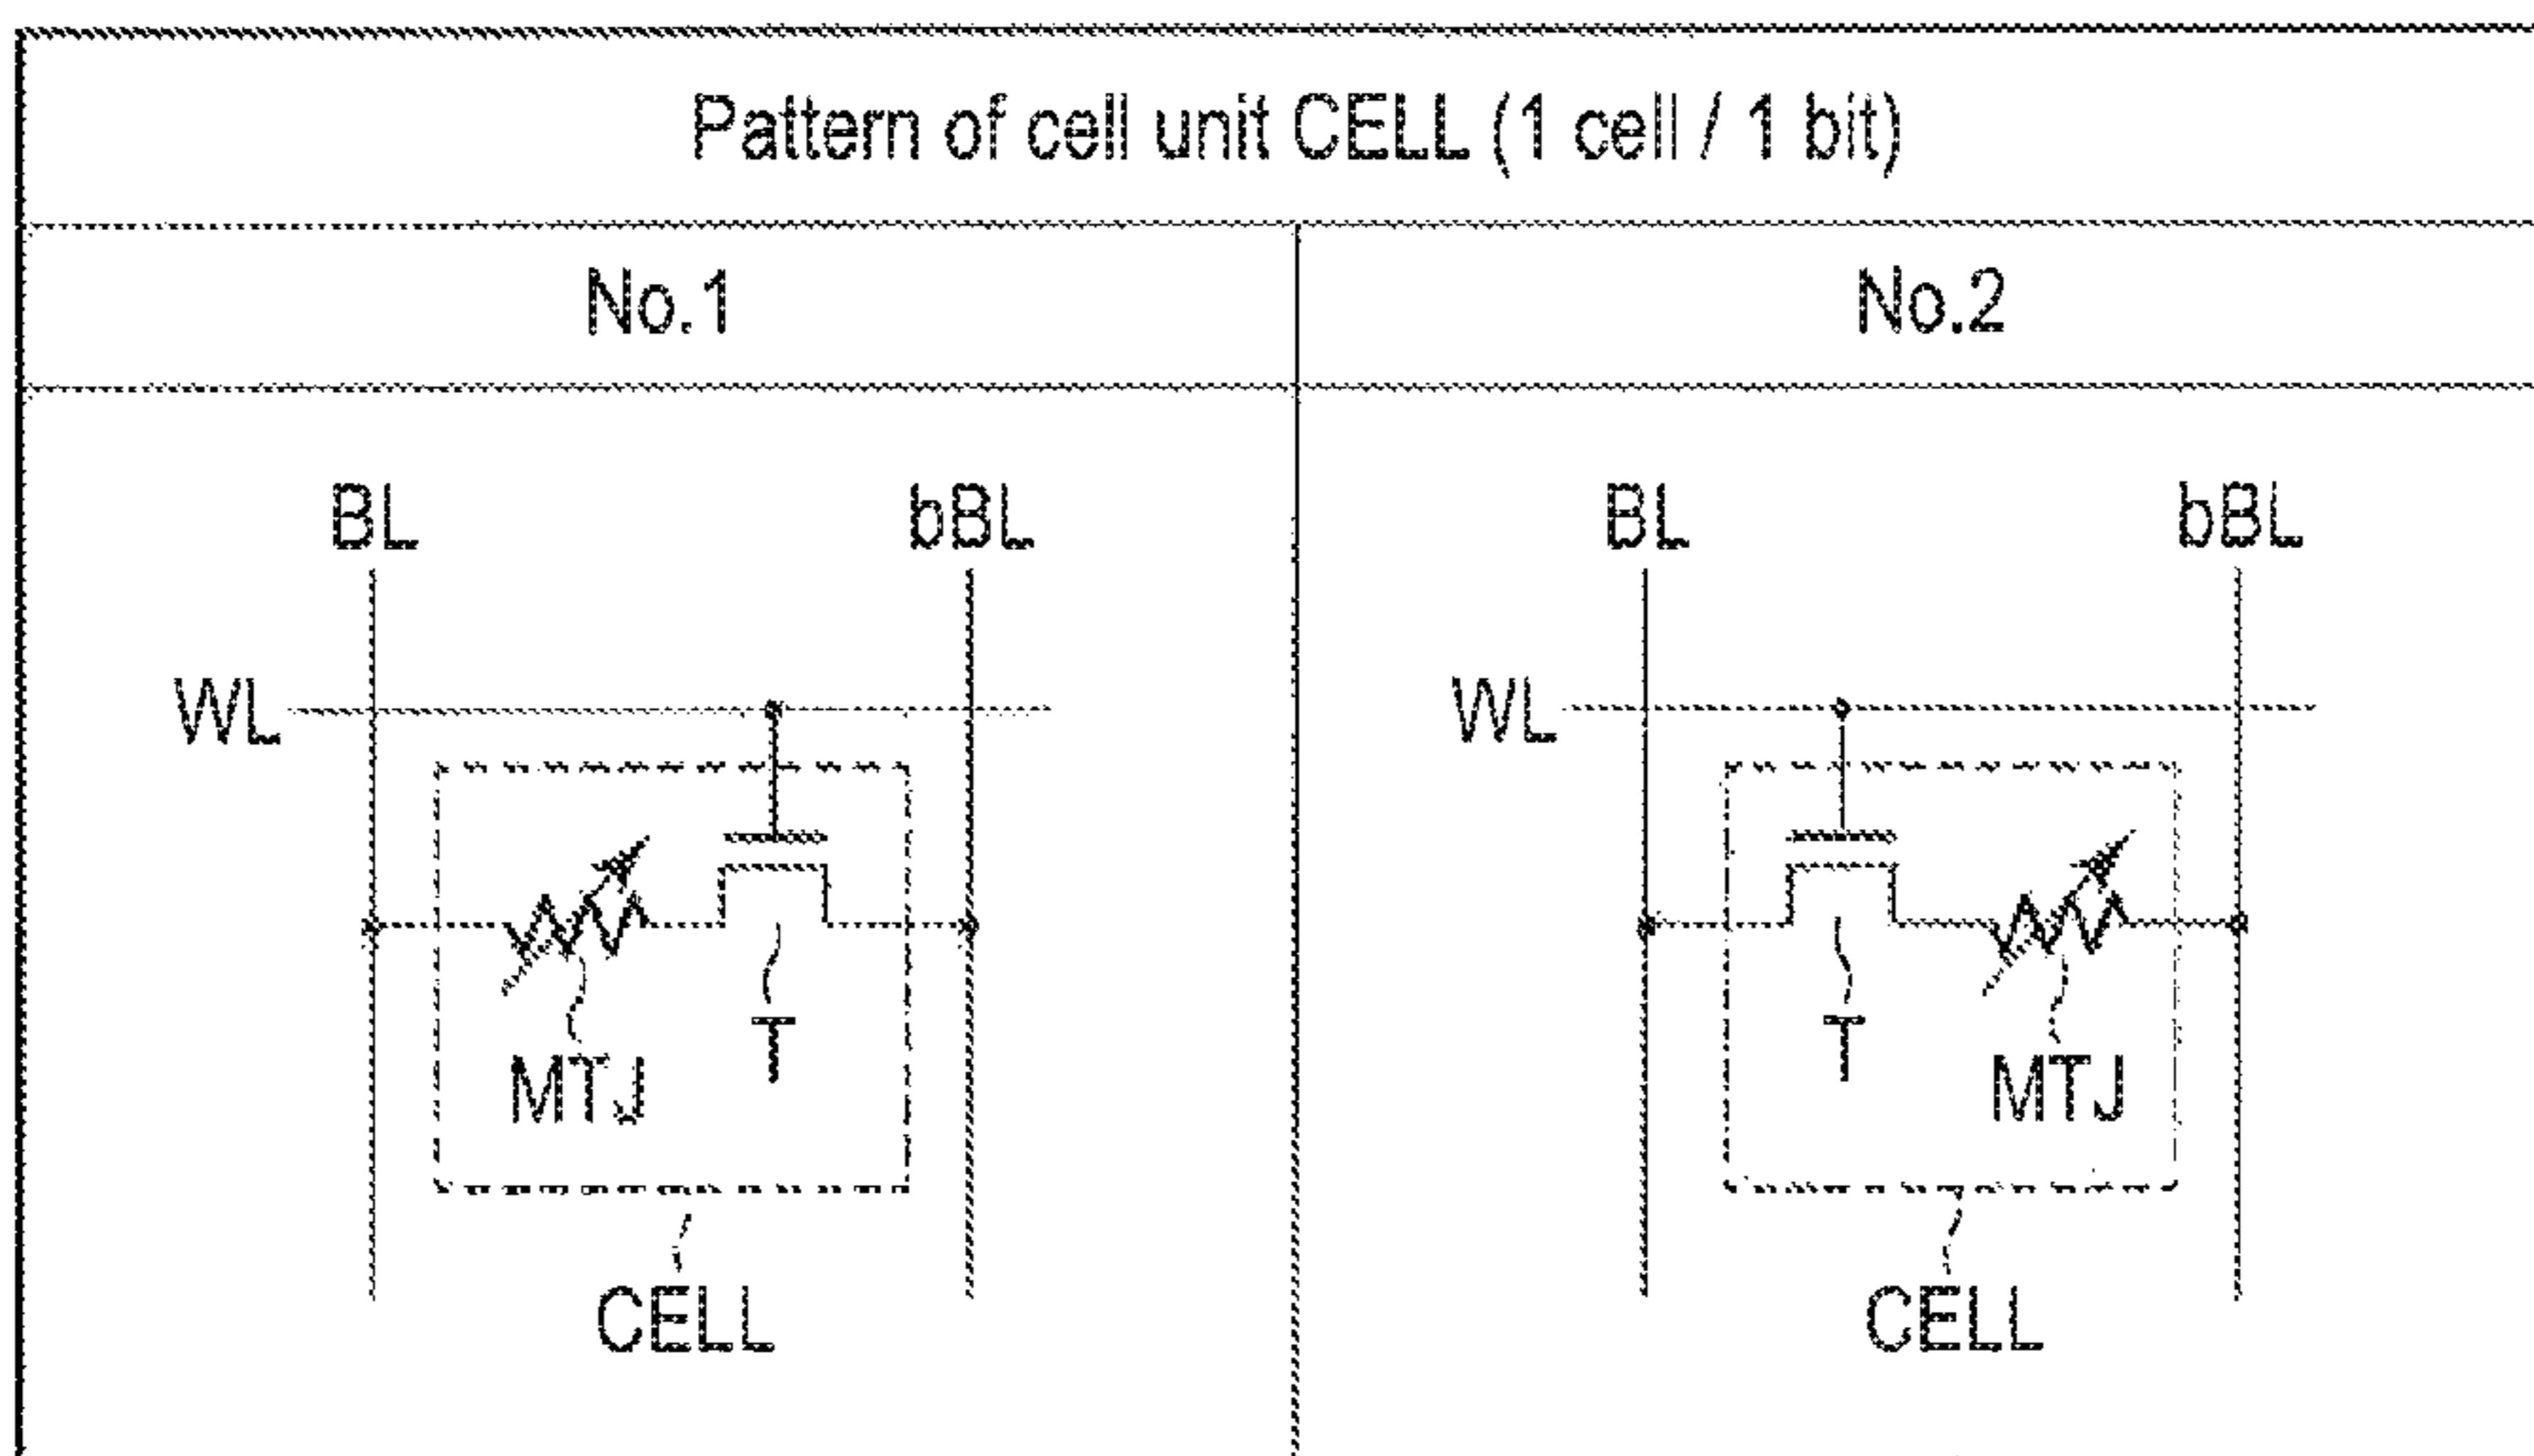 Pattern of cell unit CELL (1 cell / 1 bit)
No.1
No.2
BL
bBL
BL
bBL
WL
WL
T
T
MTJ
MTJ
CELL
CELL